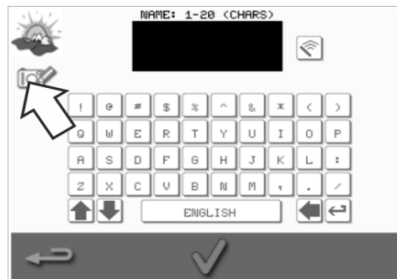 NAME: 1-20 (CHARS)
! @ # $ % ^ & * ( )
Q W E R T Y U I O P
A S D F G H J K L :
Z X C V B N M , . /
ENGLISH